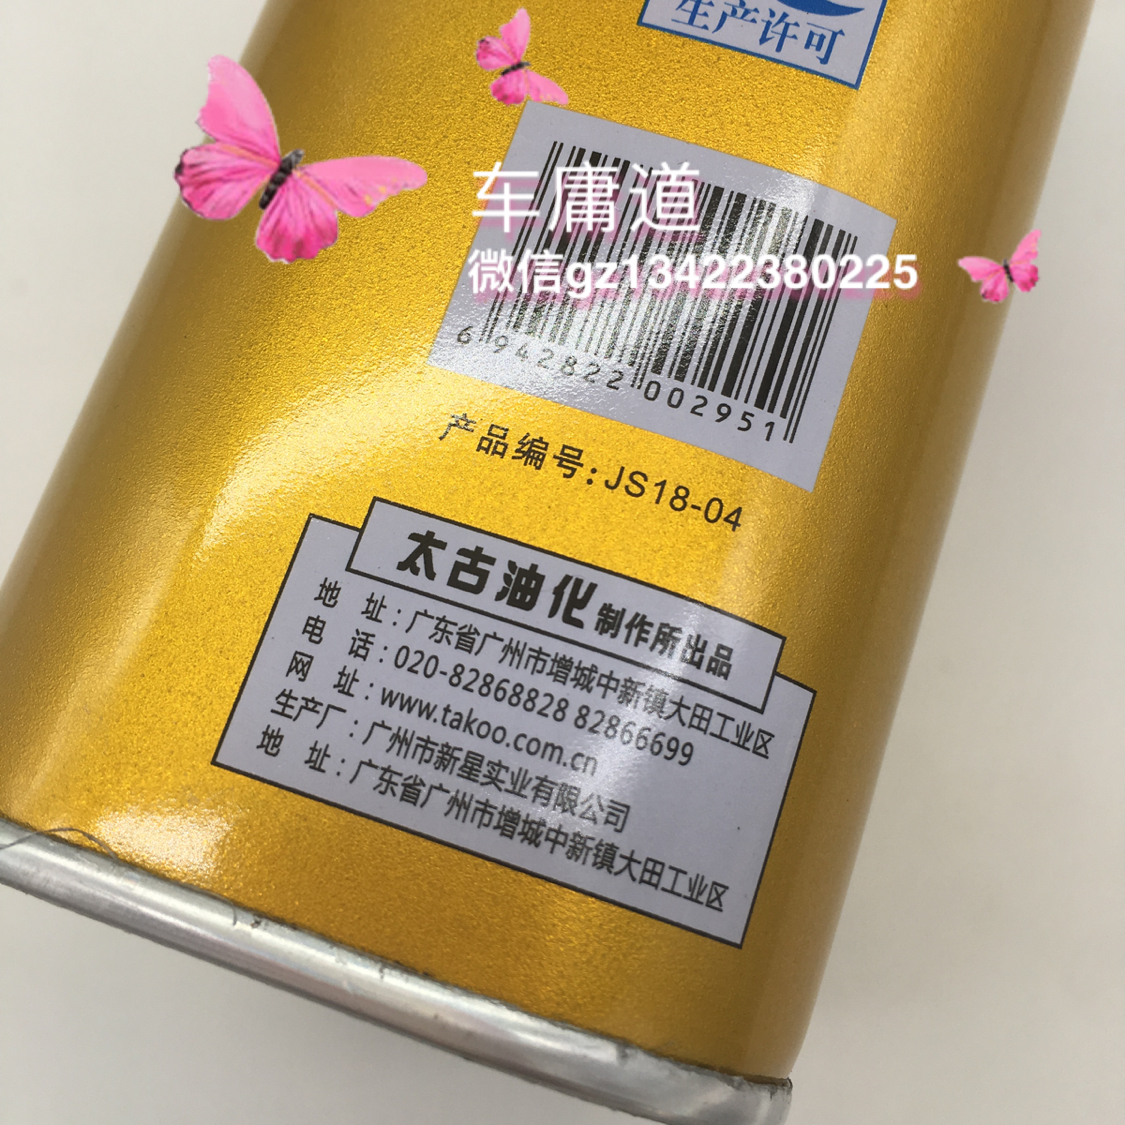 生产许可
车庸道
微信gz13422380225
6 942822 002951
产品编号:JS18-04
太古油化制作所出品
地 址:广东省广州市增城中新镇大田工业区
电 话:020-82868828 82866699
网 址:www.takoo.com.cn
生产厂:广州市新星实业有限公司
地 址:广东省广州市增城中新镇大田工业区